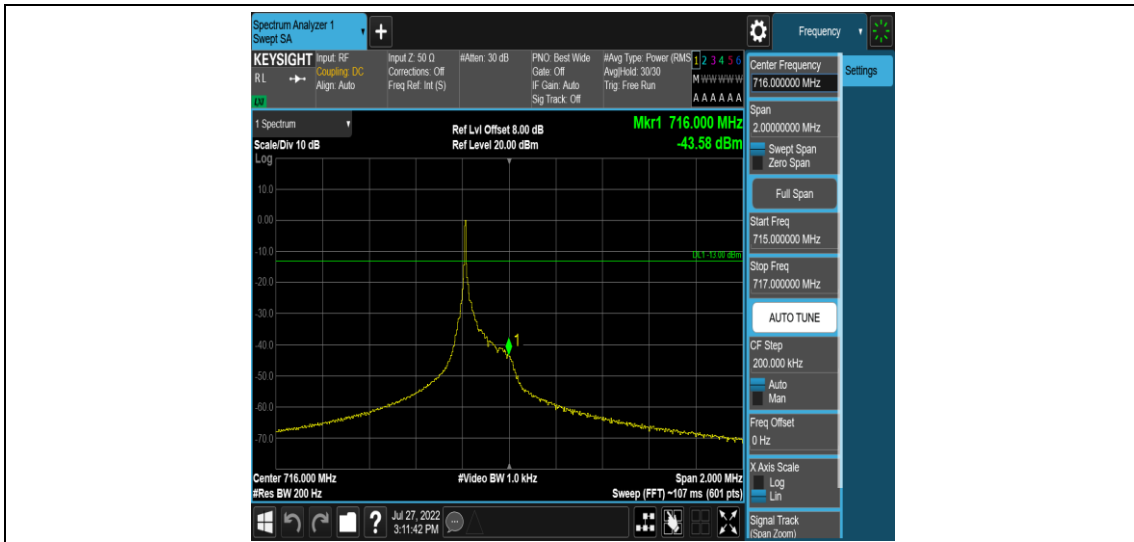 Spectrum Analyzer 1
Swept SA
+
Frequency
KEYSIGHT
RL
LM
Input: RF
Coupling: DC
Align: Auto
Input Z: 50 Ω
Corrections: Off
Freq Ref: Int (S)
#Atten: 30 dB
PNO: Best Wide
Gate: Off
IF Gain: Auto
Sig Track: Off
#Avg Type: Power (RMS
Avg|Hold: 30/30
Trig: Free Run
1 2 3 4 5 6
M W W W W W
A A A A A A
1 Spectrum
Scale/Div 10 dB
Log
Ref Lvl Offset 8.00 dB
Ref Level 20.00 dBm
Mkr1 716.000 MHz
-43.58 dBm
10.0
0.00
-10.0
DL1 -13.00 dBm
-20.0
-30.0
-40.0
1
-50.0
-60.0
-70.0
Center 716.000 MHz
#Video BW 1.0 kHz
Span 2.000 MHz
#Res BW 200 Hz
Sweep (FFT) ~107 ms (601 pts)
?
Jul 27, 2022
3:11:42 PM
Center Frequency
716.000000 MHz
Settings
Span
2.00000000 MHz
Swept Span
Zero Span
Full Span
Start Freq
715.000000 MHz
Stop Freq
717.000000 MHz
AUTO TUNE
CF Step
200.000 kHz
Auto
Man
Freq Offset
0 Hz
X Axis Scale
Log
Lin
Signal Track
(Span Zoom)